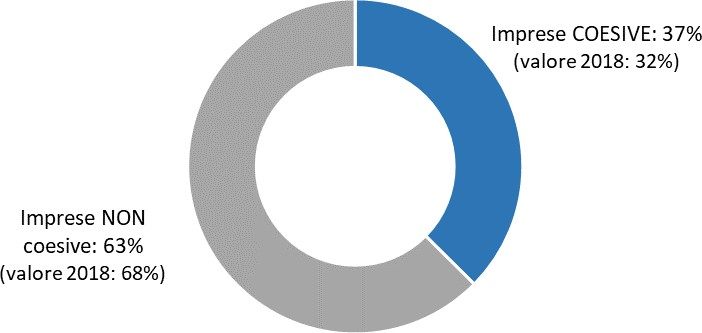 Imprese COESIVE: 37%
(valore 2018: 32%)
Imprese NON
coesive: 63%
(valore 2018: 68%)